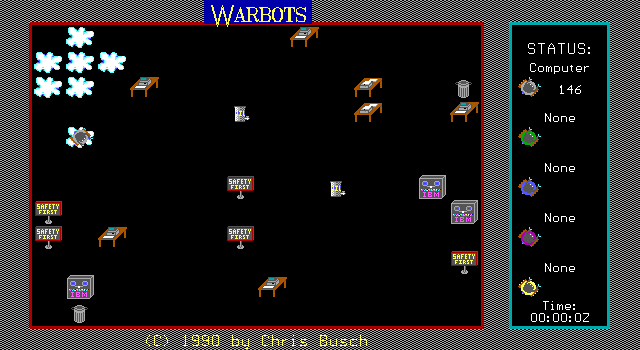 WARBOTS
STATUS:
Computer
146
None
None
None
None
Time:
00:00:02
SAFETY
FIRST
SAFETY
FIRST
SAFETY
FIRST
SAFETY
FIRST
SAFETY
FIRST
IBM
IBM
IBM
(C) 1990 by Chris Busch